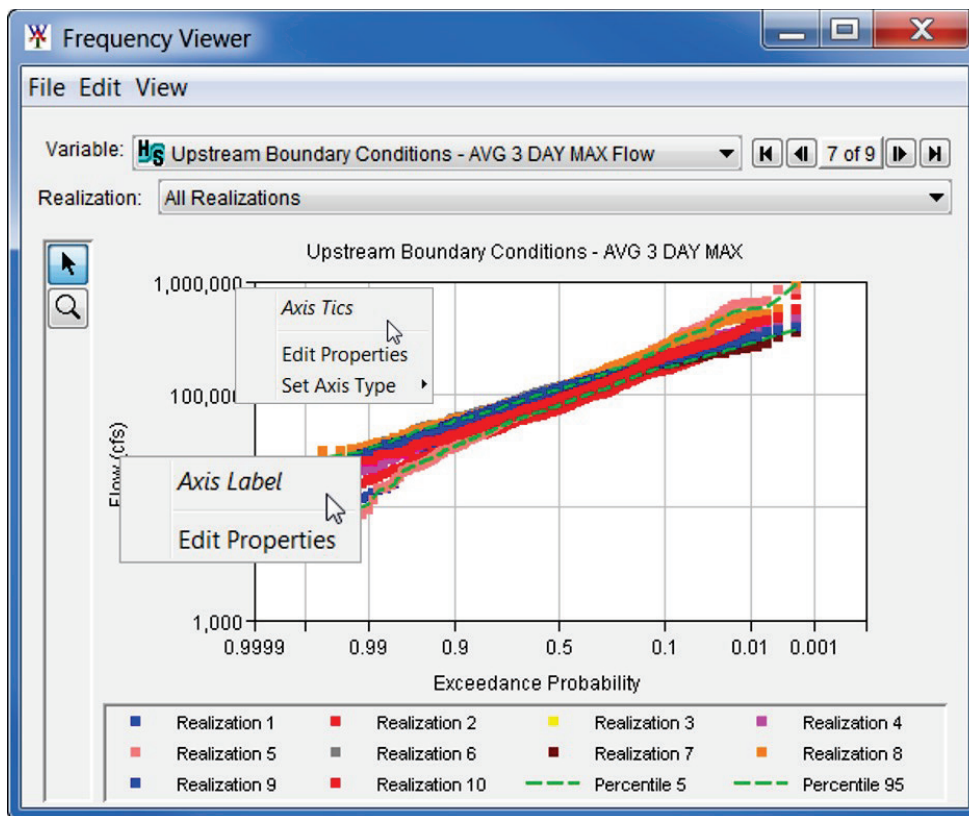 Frequency Viewer
File Edit View
Variable: HS Upstream Boundary Conditions - AVG 3 DAY MAX Flow 7 of 9
Realization: All Realizations
Upstream Boundary Conditions - AVG 3 DAY MAX
1,000,000
Axis Tics
Edit Properties
Set Axis Type
100,000
Flow (cfs)
Axis Label
Edit Properties
1,000
0.9999 0.99 0.9 0.5 0.1 0.01 0.001
Exceedance Probability
Realization 1 Realization 2 Realization 3 Realization 4
Realization 5 Realization 6 Realization 7 Realization 8
Realization 9 Realization 10 Percentile 5 Percentile 95